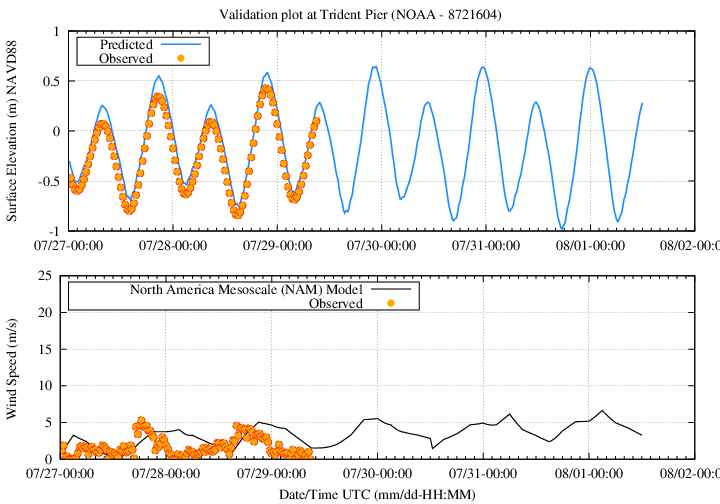 Validation plot at Trident Pier (NOAA - 8721604)
Surface Elevation (m) NAVD88
1
0.5
0
-0.5
-1
Predicted
Observed
07/27-00:00 07/28-00:00 07/29-00:00 07/30-00:00 07/31-00:00 08/01-00:00 08/02-00:00
Wind Speed (m/s)
25
20
15
10
5
0
North America Mesoscale (NAM) Model
Observed
07/27-00:00 07/28-00:00 07/29-00:00 07/30-00:00 07/31-00:00 08/01-00:00 08/02-00:00
Date/Time UTC (mm/dd-HH:MM)